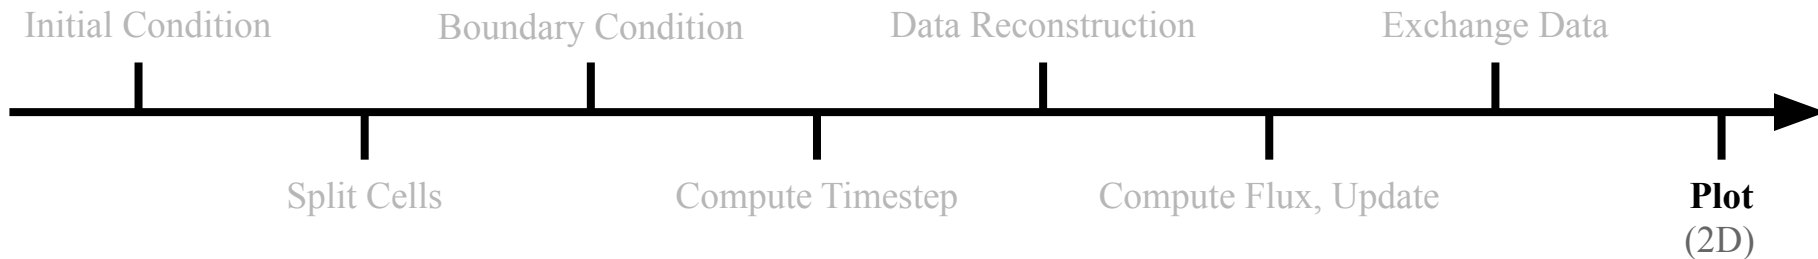 Initial Condition
Boundary Condition
Data Reconstruction
Exchange Data
Split Cells
Compute Timestep
Compute Flux, Update
Plot
(2D)